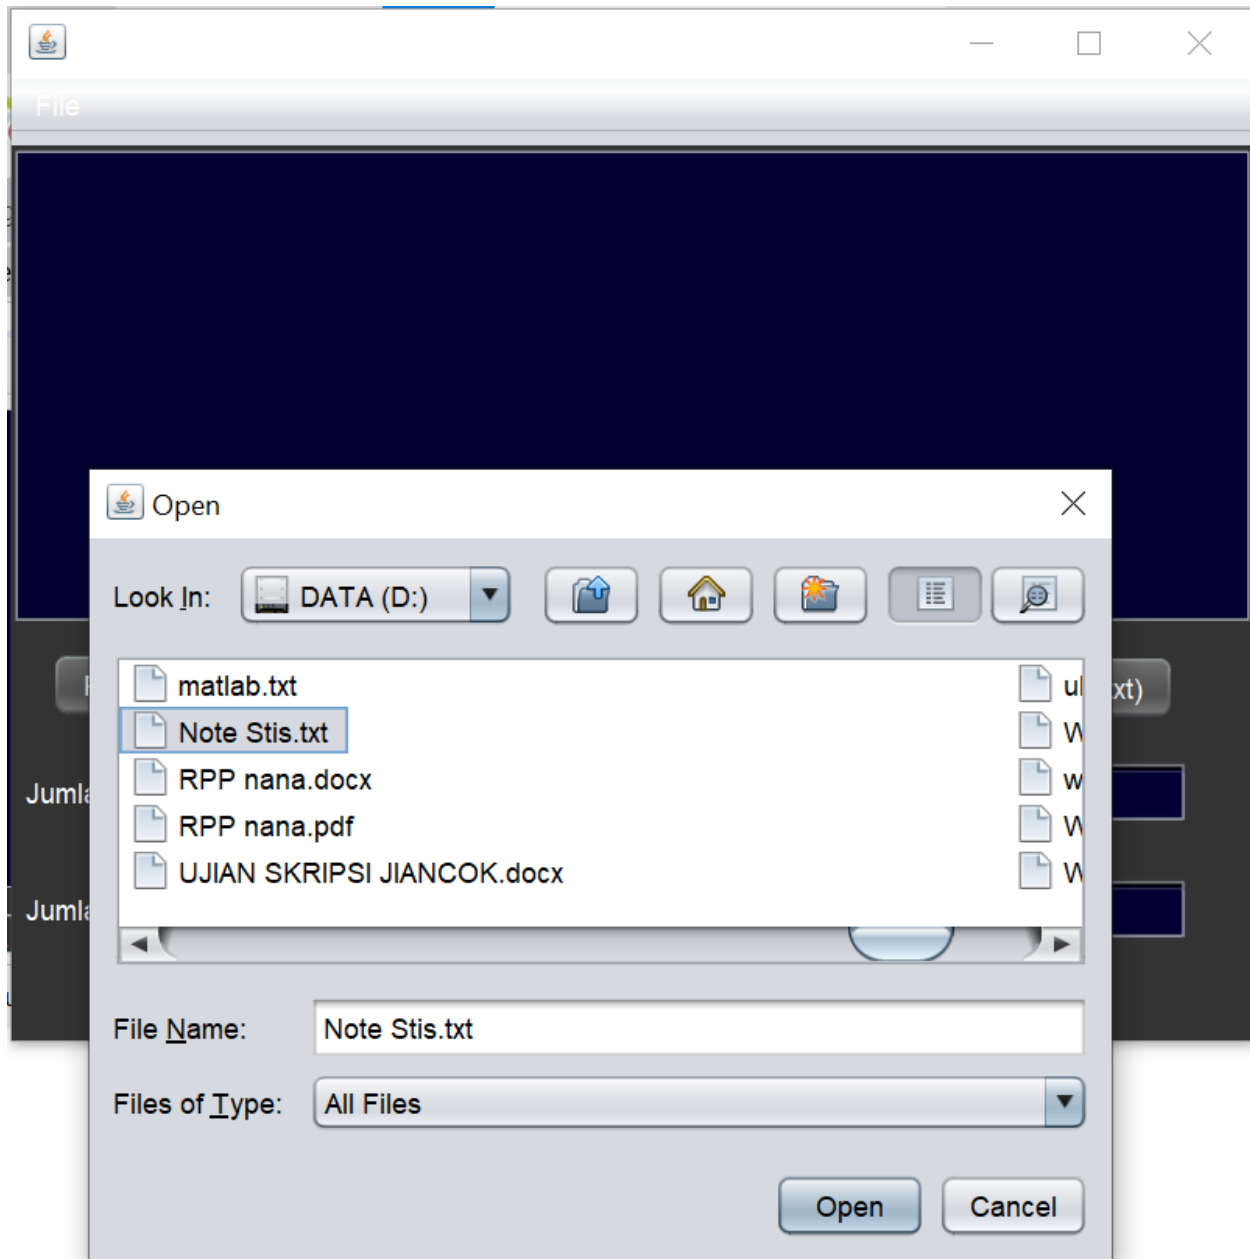 File
Open
Look In: DATA (D:)
matlab.txt
Note Stis.txt
RPP nana.docx
RPP nana.pdf
UJIAN SKRIPSI JIANCOK.docx
xt)
File Name: Note Stis.txt
Files of Type: All Files
Open Cancel